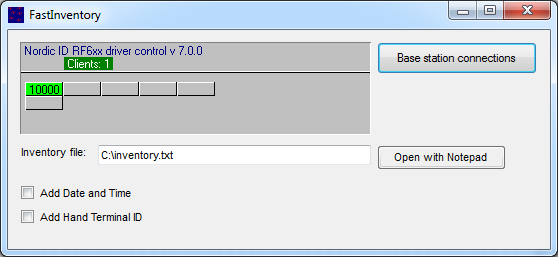 FastInventory
Nordic ID RF6xx driver control v 7.0.0
Clients: 1
Base station connections
10000
Inventory file:
C:\inventory.txt
Open with Notepad
Add Date and Time
Add Hand Terminal ID